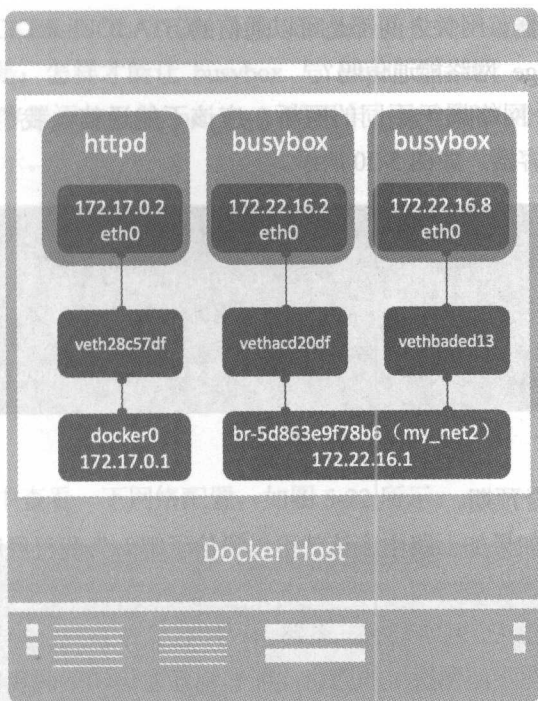 httpd
172.17.0.2
eth0
busybox
172.22.16.2
eth0
busybox
172.22.16.8
eth0
veth28c57df
vethacd20df
vethbaded13
docker0
172.17.0.1
br-5d863e9f78b6（my_net2）
172.22.16.1
Docker Host